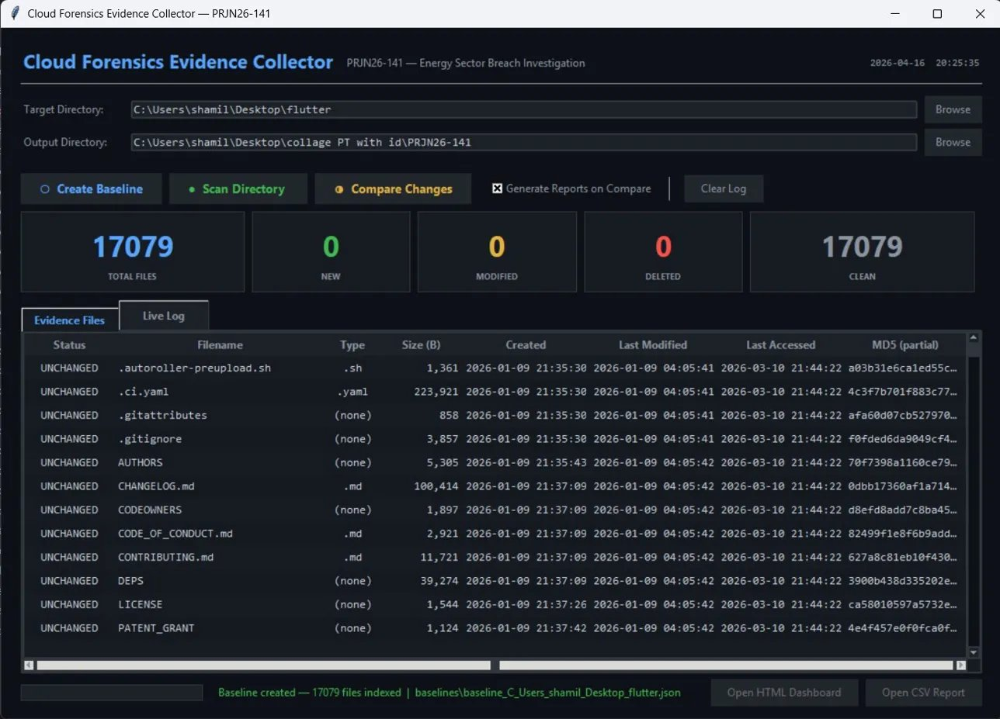 Cloud Forensics Evidence Collector — PRJN26-141
Cloud Forensics Evidence Collector PRJN26-141 — Energy Sector Breach Investigation 2026-04-16 20:25:35
Target Directory: C:\Users\shamil\Desktop\flutter Browse
Output Directory: C:\Users\shamil\Desktop\collage PT with id\PRJN26-141 Browse
Create Baseline Scan Directory Compare Changes Generate Reports on Compare Clear Log
17079 0 0 0 17079
TOTAL FILES NEW MODIFIED DELETED CLEAN
Evidence Files Live Log
Status Filename Type Size (B) Created Last Modified Last Accessed MD5 (partial)
UNCHANGED .autoroller-preupload.sh .sh 1,361 2026-01-09 21:35:30 2026-01-09 04:05:41 2026-03-10 21:44:22 a03b31e6ca1ed55c…
UNCHANGED .ci.yaml .yaml 223,921 2026-01-09 21:35:30 2026-01-09 04:05:41 2026-03-10 21:44:22 4c3f7b701f883c77…
UNCHANGED .gitattributes (none) 858 2026-01-09 21:35:30 2026-01-09 04:05:41 2026-03-10 21:44:22 afa60d07cb527970…
UNCHANGED .gitignore (none) 3,857 2026-01-09 21:35:30 2026-01-09 04:05:41 2026-03-10 21:44:22 f0fded6da9049cf4…
UNCHANGED AUTHORS (none) 5,305 2026-01-09 21:35:43 2026-01-09 04:05:42 2026-03-10 21:44:22 70f7398a1160ce79…
UNCHANGED CHANGELOG.md .md 100,414 2026-01-09 21:37:09 2026-01-09 04:05:42 2026-03-10 21:44:22 0dbb17360af1a714…
UNCHANGED CODEOWNERS (none) 1,897 2026-01-09 21:37:09 2026-01-09 04:05:42 2026-03-10 21:44:22 d8efd8add7c8ba45…
UNCHANGED CODE_OF_CONDUCT.md .md 2,921 2026-01-09 21:37:09 2026-01-09 04:05:42 2026-03-10 21:44:22 82499f1e8f6b9add…
UNCHANGED CONTRIBUTING.md .md 11,721 2026-01-09 21:37:09 2026-01-09 04:05:42 2026-03-10 21:44:22 627a8c81eb10f430…
UNCHANGED DEPS (none) 39,274 2026-01-09 21:37:09 2026-01-09 04:05:42 2026-03-10 21:44:22 3900b438d335202e…
UNCHANGED LICENSE (none) 1,544 2026-01-09 21:37:26 2026-01-09 04:05:42 2026-03-10 21:44:22 ca58010597a5732e…
UNCHANGED PATENT_GRANT (none) 1,124 2026-01-09 21:37:42 2026-01-09 04:05:42 2026-03-10 21:44:22 4e4f457e0f0fca0f…
Baseline created — 17079 files indexed | baselines\baseline_C_Users_shamil_Desktop_flutter.json Open HTML Dashboard Open CSV Report